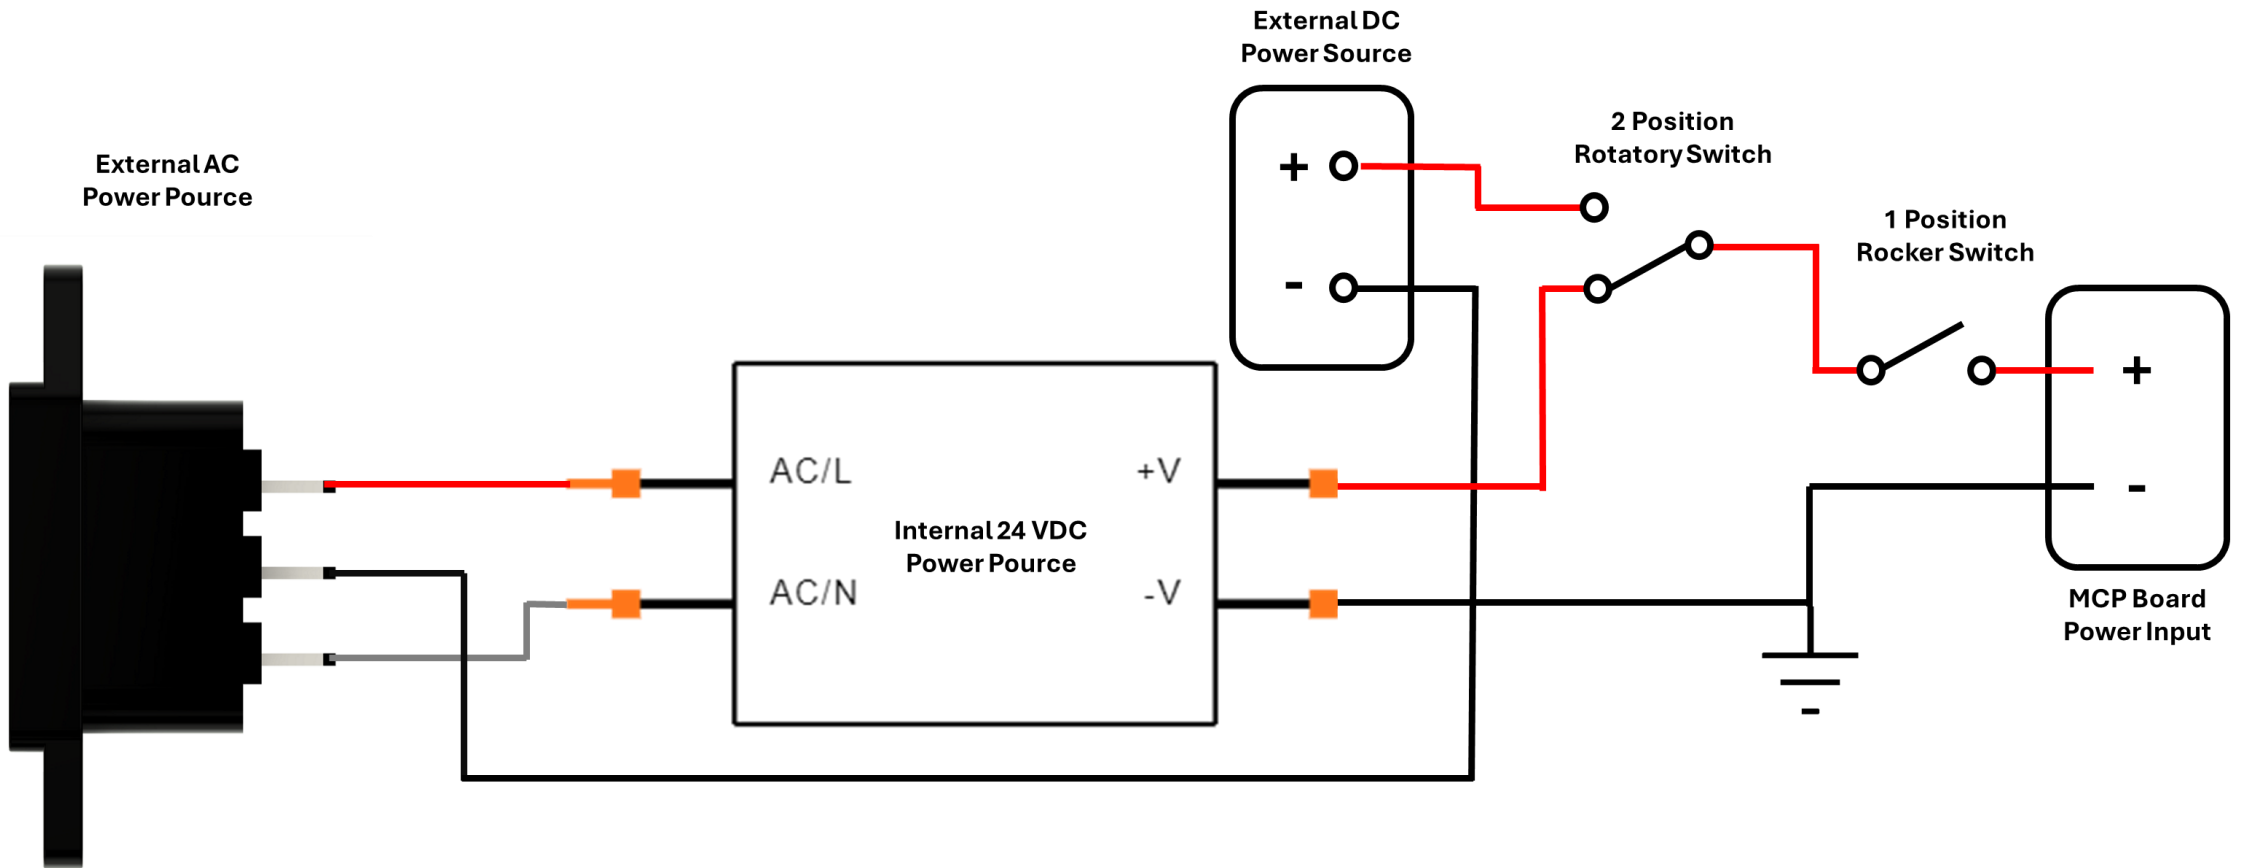 External DC
Power Source
+
-
2 Position
Rotatory Switch
External AC
Power Pource
1 Position
Rocker Switch
+
-
MCP Board
Power Input
AC/L
+V
Internal 24 VDC
Power Pource
AC/N
-V